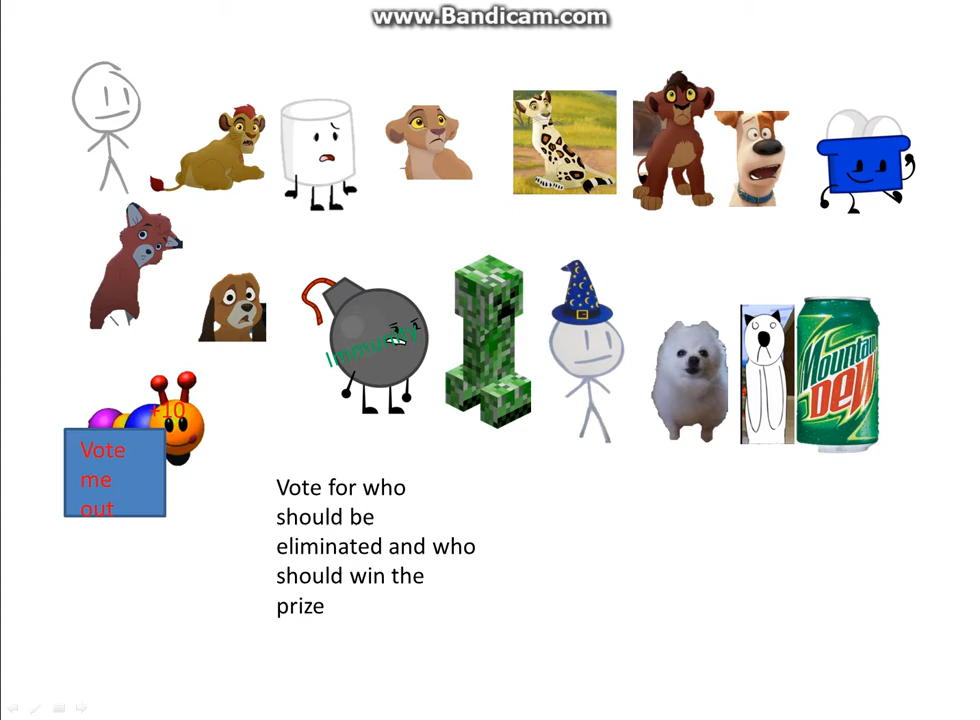 www.Bandicam.com
Immunity
Mountain
Dew
+10
Vote
me
out
Vote for who
should be
eliminated and who
should win the
prize